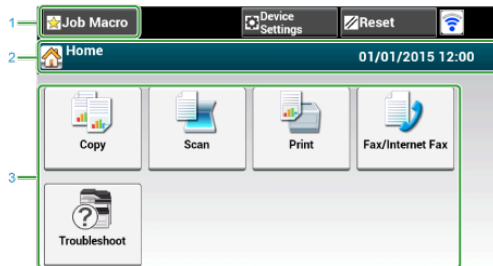 1 Job Macro Device Settings Reset
2 Home 01/01/2015 12:00
3
Copy Scan Print Fax/Internet Fax
Troubleshoot